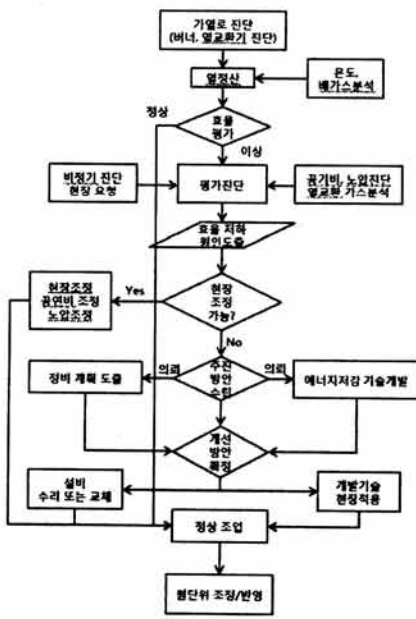 가열로 진단
(버너, 열교환기 진단)
열정산
온도,
배가스분석
정상
효율
평가
이상
비정기 진단
현장 요청
평가진단
공기비, 노압진단
열교환 가스분석
효율 저하
원인도출
현장조정
공연비 조정
노압조정
Yes
현장
조정
가능?
No
정비 계획 도출
의뢰
추진
방안
수립
의뢰
에너지저감 기술개발
개선
방안
확정
설비
수리 또는 교체
개발기술
현장적용
정상 조업
원단위 조정/반영